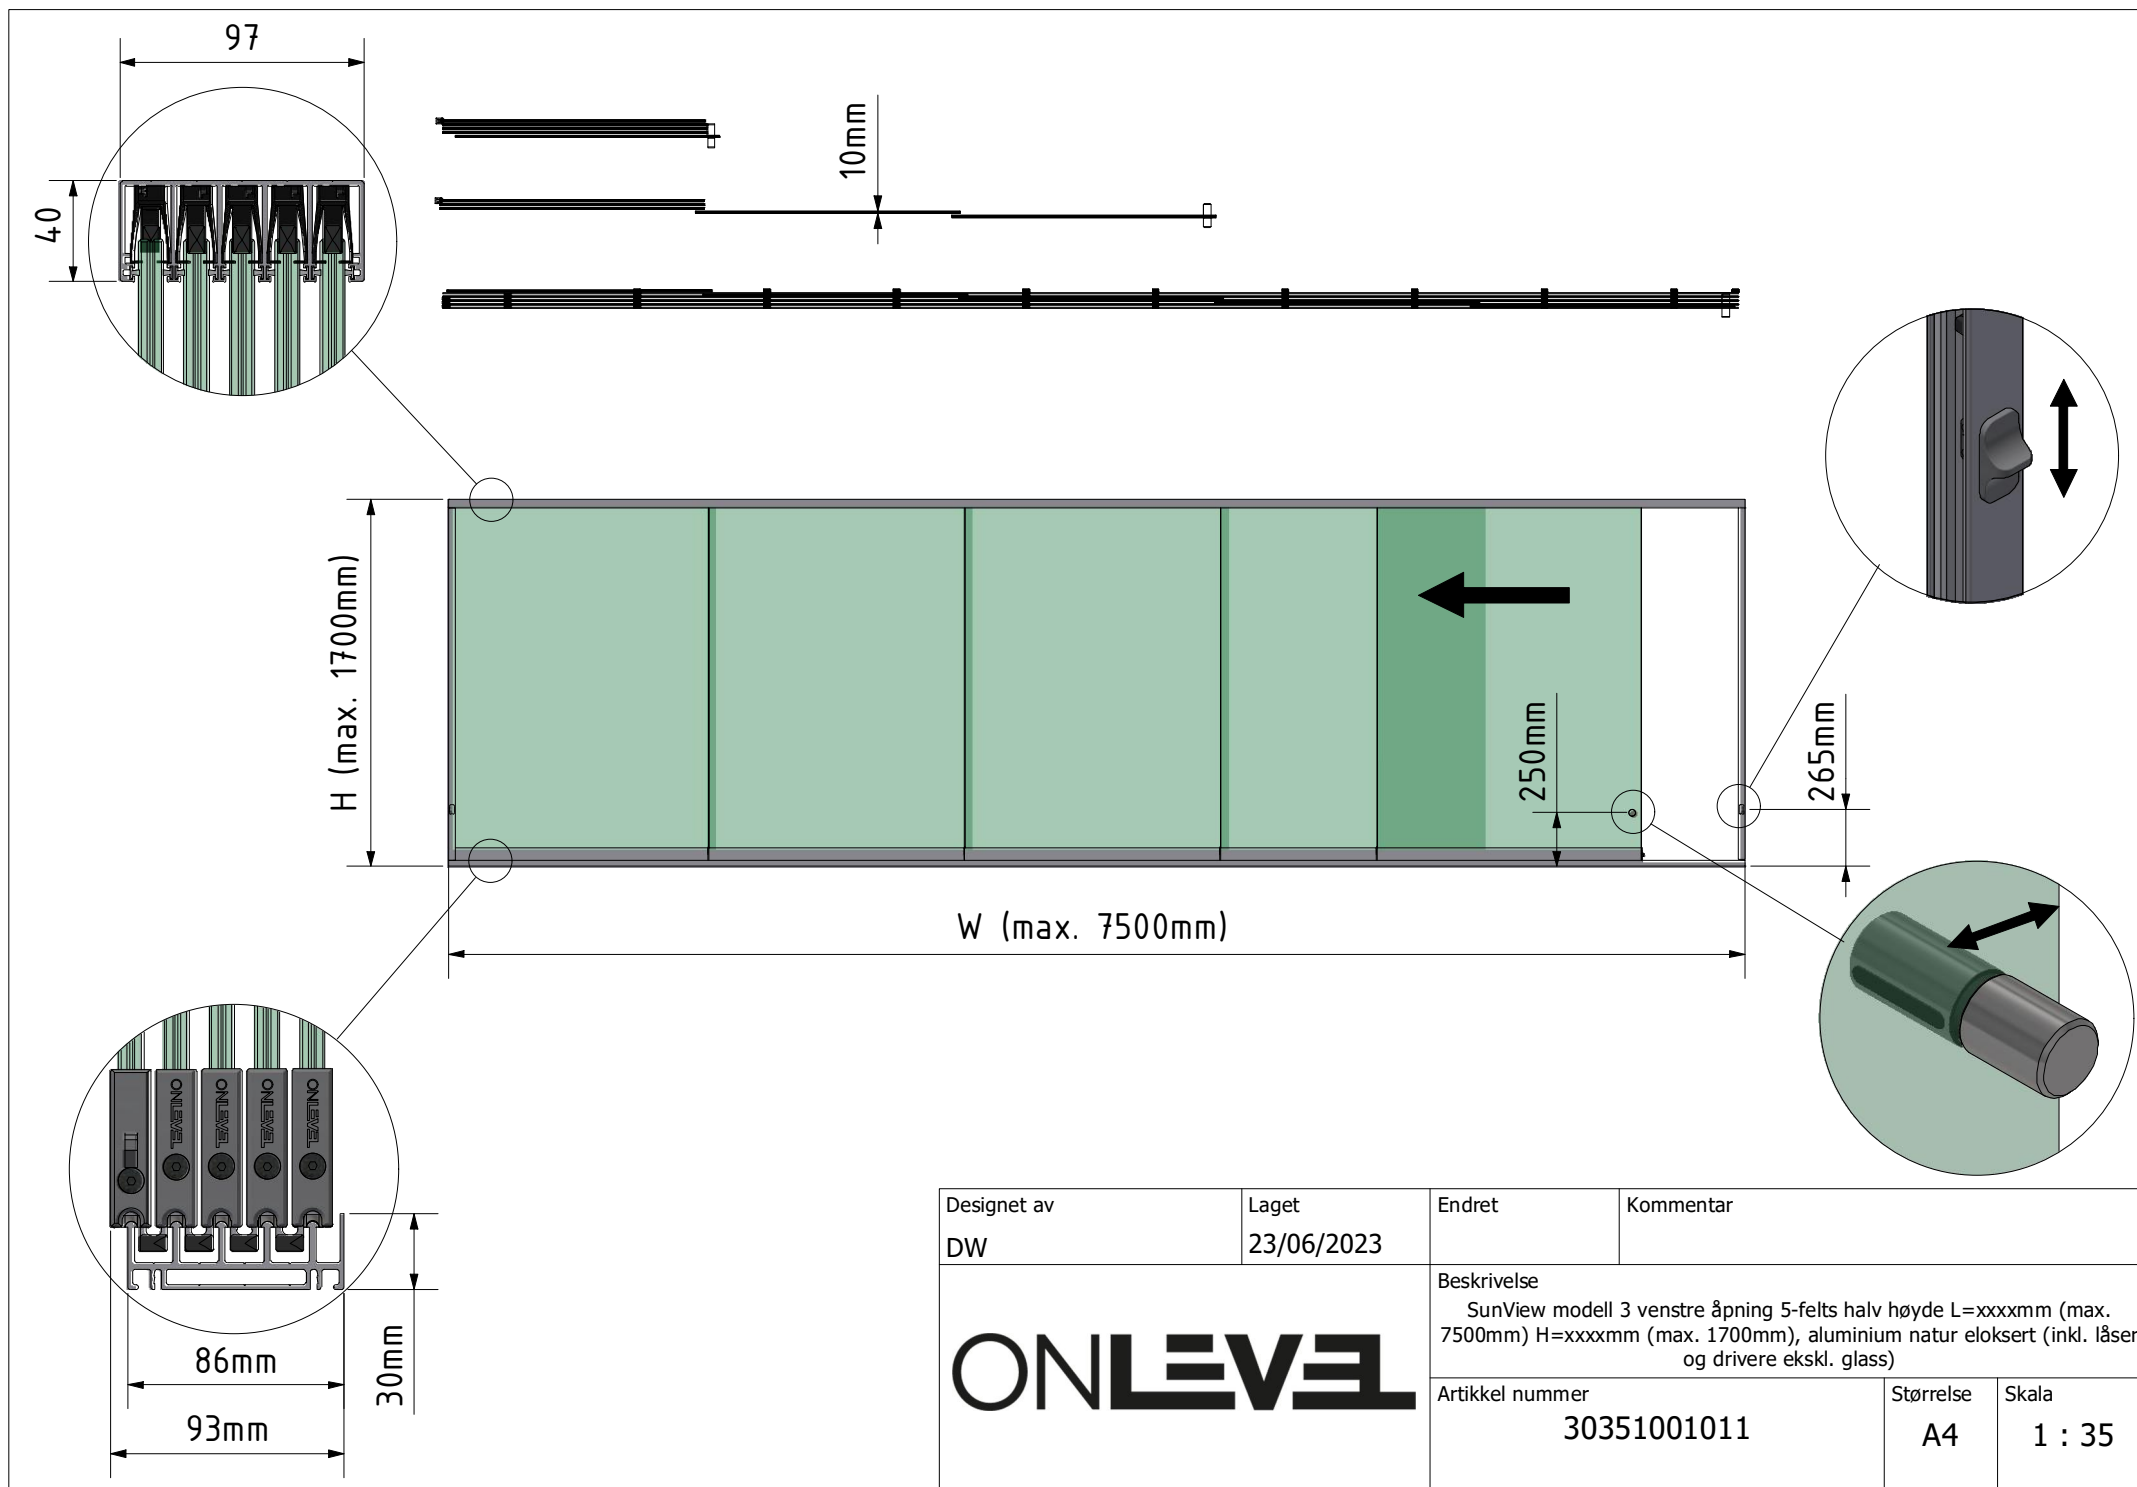 97
40
10mm
H (max. 1700mm)
250mm
265mm
W (max. 7500mm)
ONLEVEL
ONLEVEL
ONLEVEL
ONLEVEL
30mm
86mm
93mm
Designet av
DW
Laget
23/06/2023
Endret
Kommentar
ONLEVEL
Beskrivelse
SunView modell 3 venstre åpning 5-felts halv høyde L=xxxxmm (max.
7500mm) H=xxxxmm (max. 1700mm), aluminium natur eloksert (inkl. låser
og drivere ekskl. glass)
Artikkel nummer
30351001011
Størrelse
A4
Skala
1 : 35